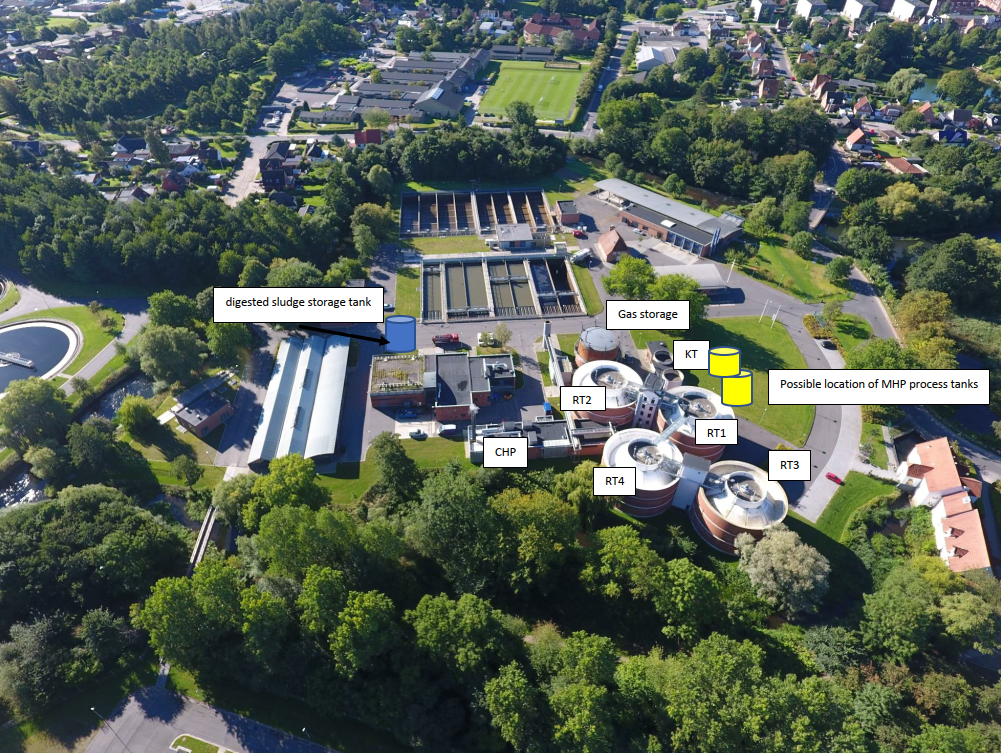 digested sludge storage tank
Gas storage
KT
Possible location of MHP process tanks
RT2
RT1
CHP
RT3
RT4